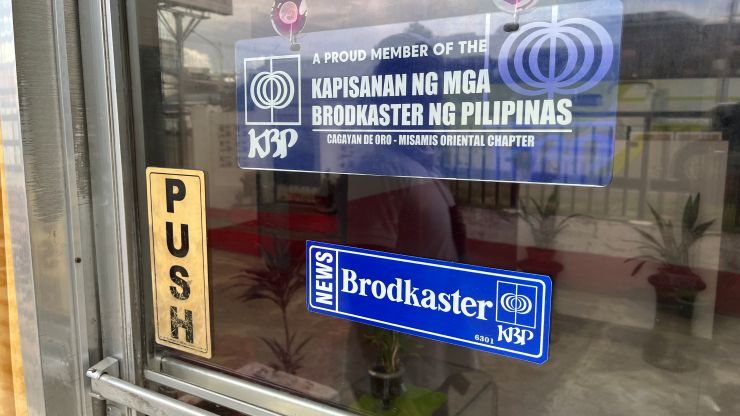 A PROUD MEMBER OF THE
KAPISANAN NG MGA
BRODKASTER NG PILIPINAS
CAGAYAN DE ORO - MISAMIS ORIENTAL CHAPTER
KBP
PUSH
NEWS
Brodkaster
6301
KBP